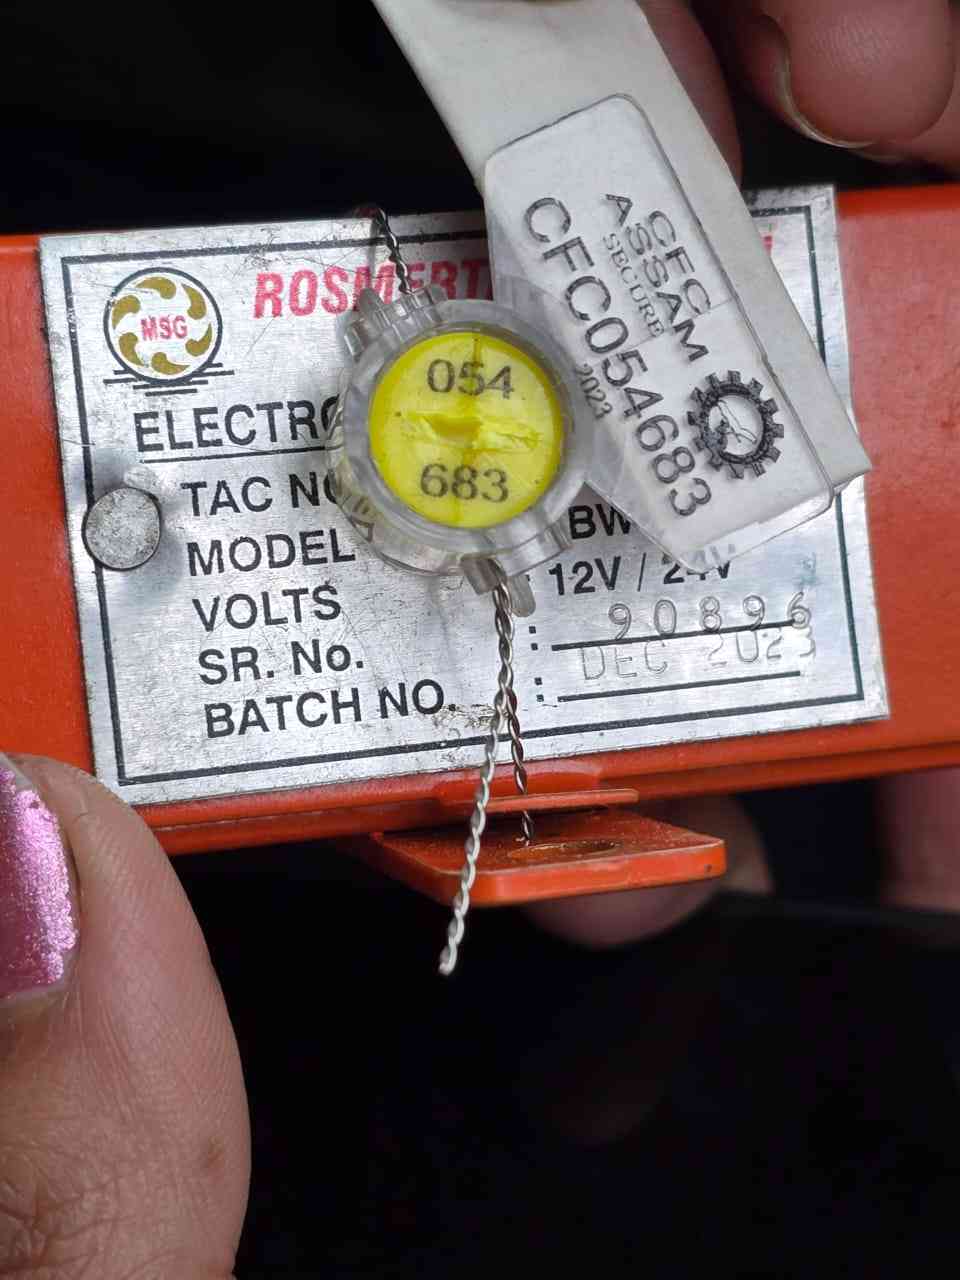 MSG
ELECTRO
TAC NO
MODEL
BW
VOLTS
: 12V / 24V
SR. No.
: 90896
BATCH NO.
: DEC 2023
054
683
CFC
ASSAM
SECURE
CFC054683
2023